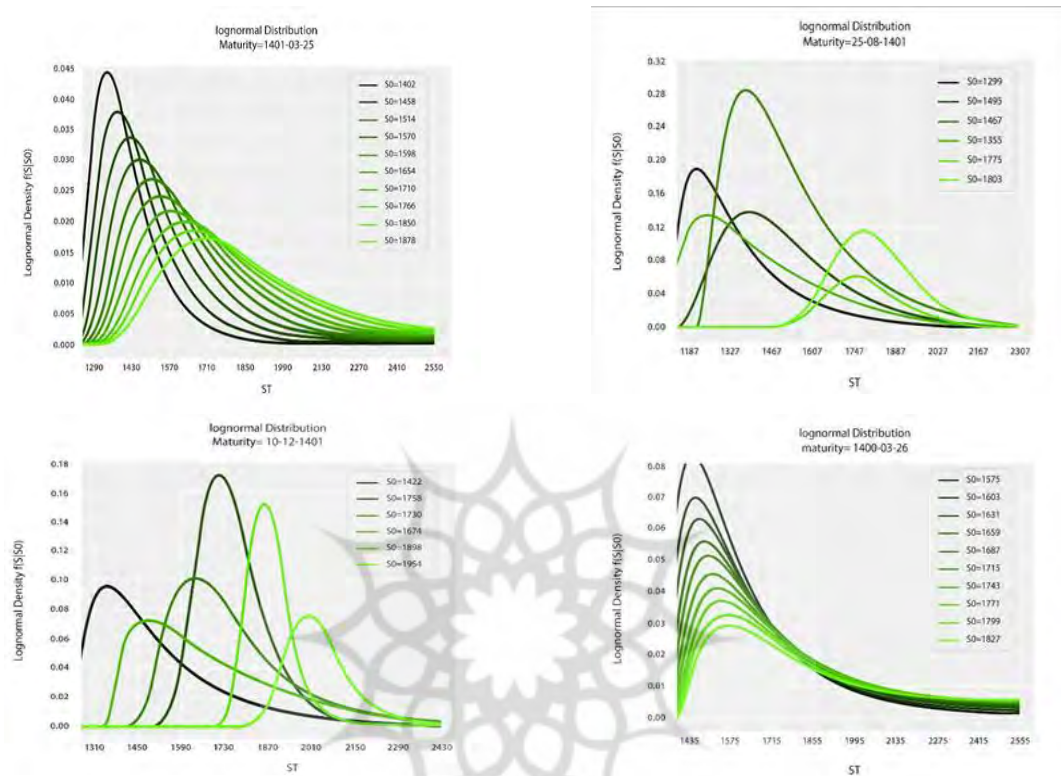 lognormal Distribution
Maturity=1401-03-25
Lognormal Density f(S|S0)
0.045
0.040
0.035
0.030
0.025
0.020
0.015
0.010
0.005
0.000
S0=1402
S0=1458
S0=1514
S0=1570
S0=1598
S0=1654
S0=1710
S0=1766
S0=1850
S0=1878
1290 1430 1570 1710 1850 1990 2130 2270 2410 2550
ST
lognormal Distribution
Maturity=25-08-1401
Lognormal Density f(S|S0)
0.32
0.28
0.24
0.20
0.16
0.12
0.08
0.04
0.00
S0=1299
S0=1495
S0=1467
S0=1355
S0=1775
S0=1803
1187 1327 1467 1607 1747 1887 2027 2167 2307
ST
lognormal Distribution
Maturity= 10-12-1401
Lognormal Density f(S|S0)
0.18
0.16
0.14
0.12
0.10
0.08
0.06
0.04
0.02
0.00
S0=1422
S0=1758
S0=1730
S0=1674
S0=1898
S0=1954
1310 1450 1590 1730 1870 2010 2150 2290 2430
ST
lognormal Distribution
maturity= 1400-03-26
Lognormal Density f(S|S0)
0.08
0.07
0.06
0.05
0.04
0.03
0.02
0.01
0.00
S0=1575
S0=1603
S0=1631
S0=1659
S0=1687
S0=1715
S0=1743
S0=1771
S0=1799
S0=1827
1435 1575 1715 1855 1995 2135 2275 2415 2555
ST